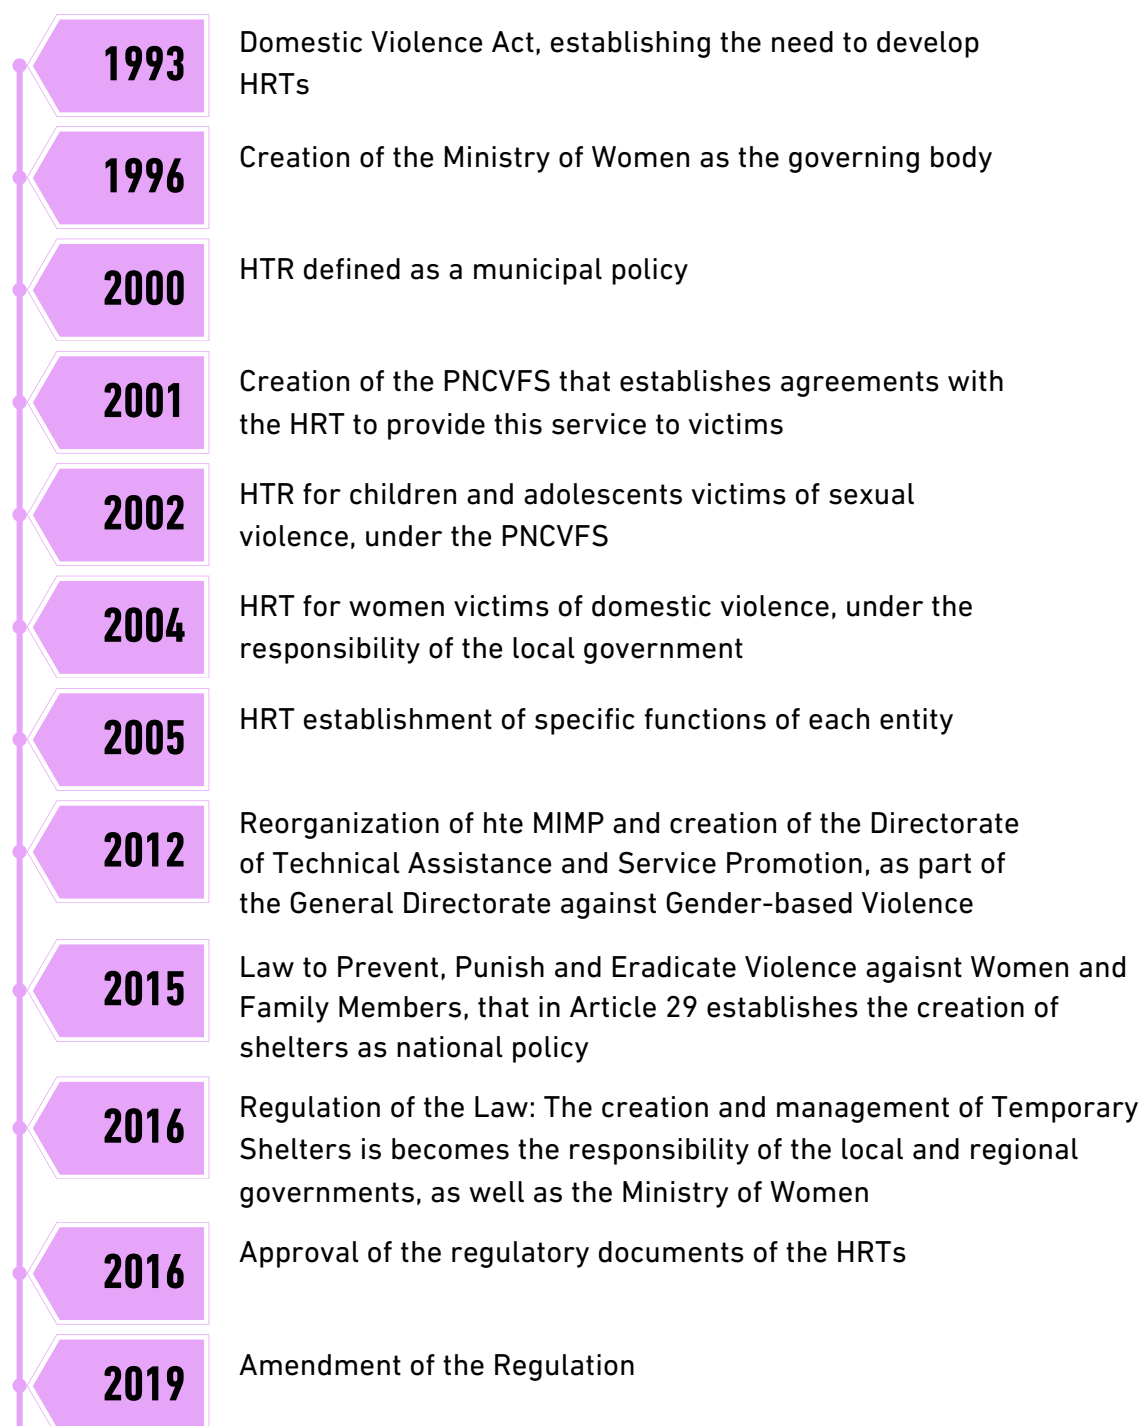 1993
Domestic Violence Act, establishing the need to develop
HRTs
1996
Creation of the Ministry of Women as the governing body
2000
HTR defined as a municipal policy
2001
Creation of the PNCVFS that establishes agreements with
the HRT to provide this service to victims
2002
HTR for children and adolescents victims of sexual
violence, under the PNCVFS
2004
HRT for women victims of domestic violence, under the
responsibility of the local government
2005
HRT establishment of specific functions of each entity
2012
Reorganization of hte MIMP and creation of the Directorate
of Technical Assistance and Service Promotion, as part of
the General Directorate against Gender-based Violence
2015
Law to Prevent, Punish and Eradicate Violence agaisnt Women and
Family Members, that in Article 29 establishes the creation of
shelters as national policy
2016
Regulation of the Law: The creation and management of Temporary
Shelters is becomes the responsibility of the local and regional
governments, as well as the Ministry of Women
2016
Approval of the regulatory documents of the HRTs
2019
Amendment of the Regulation